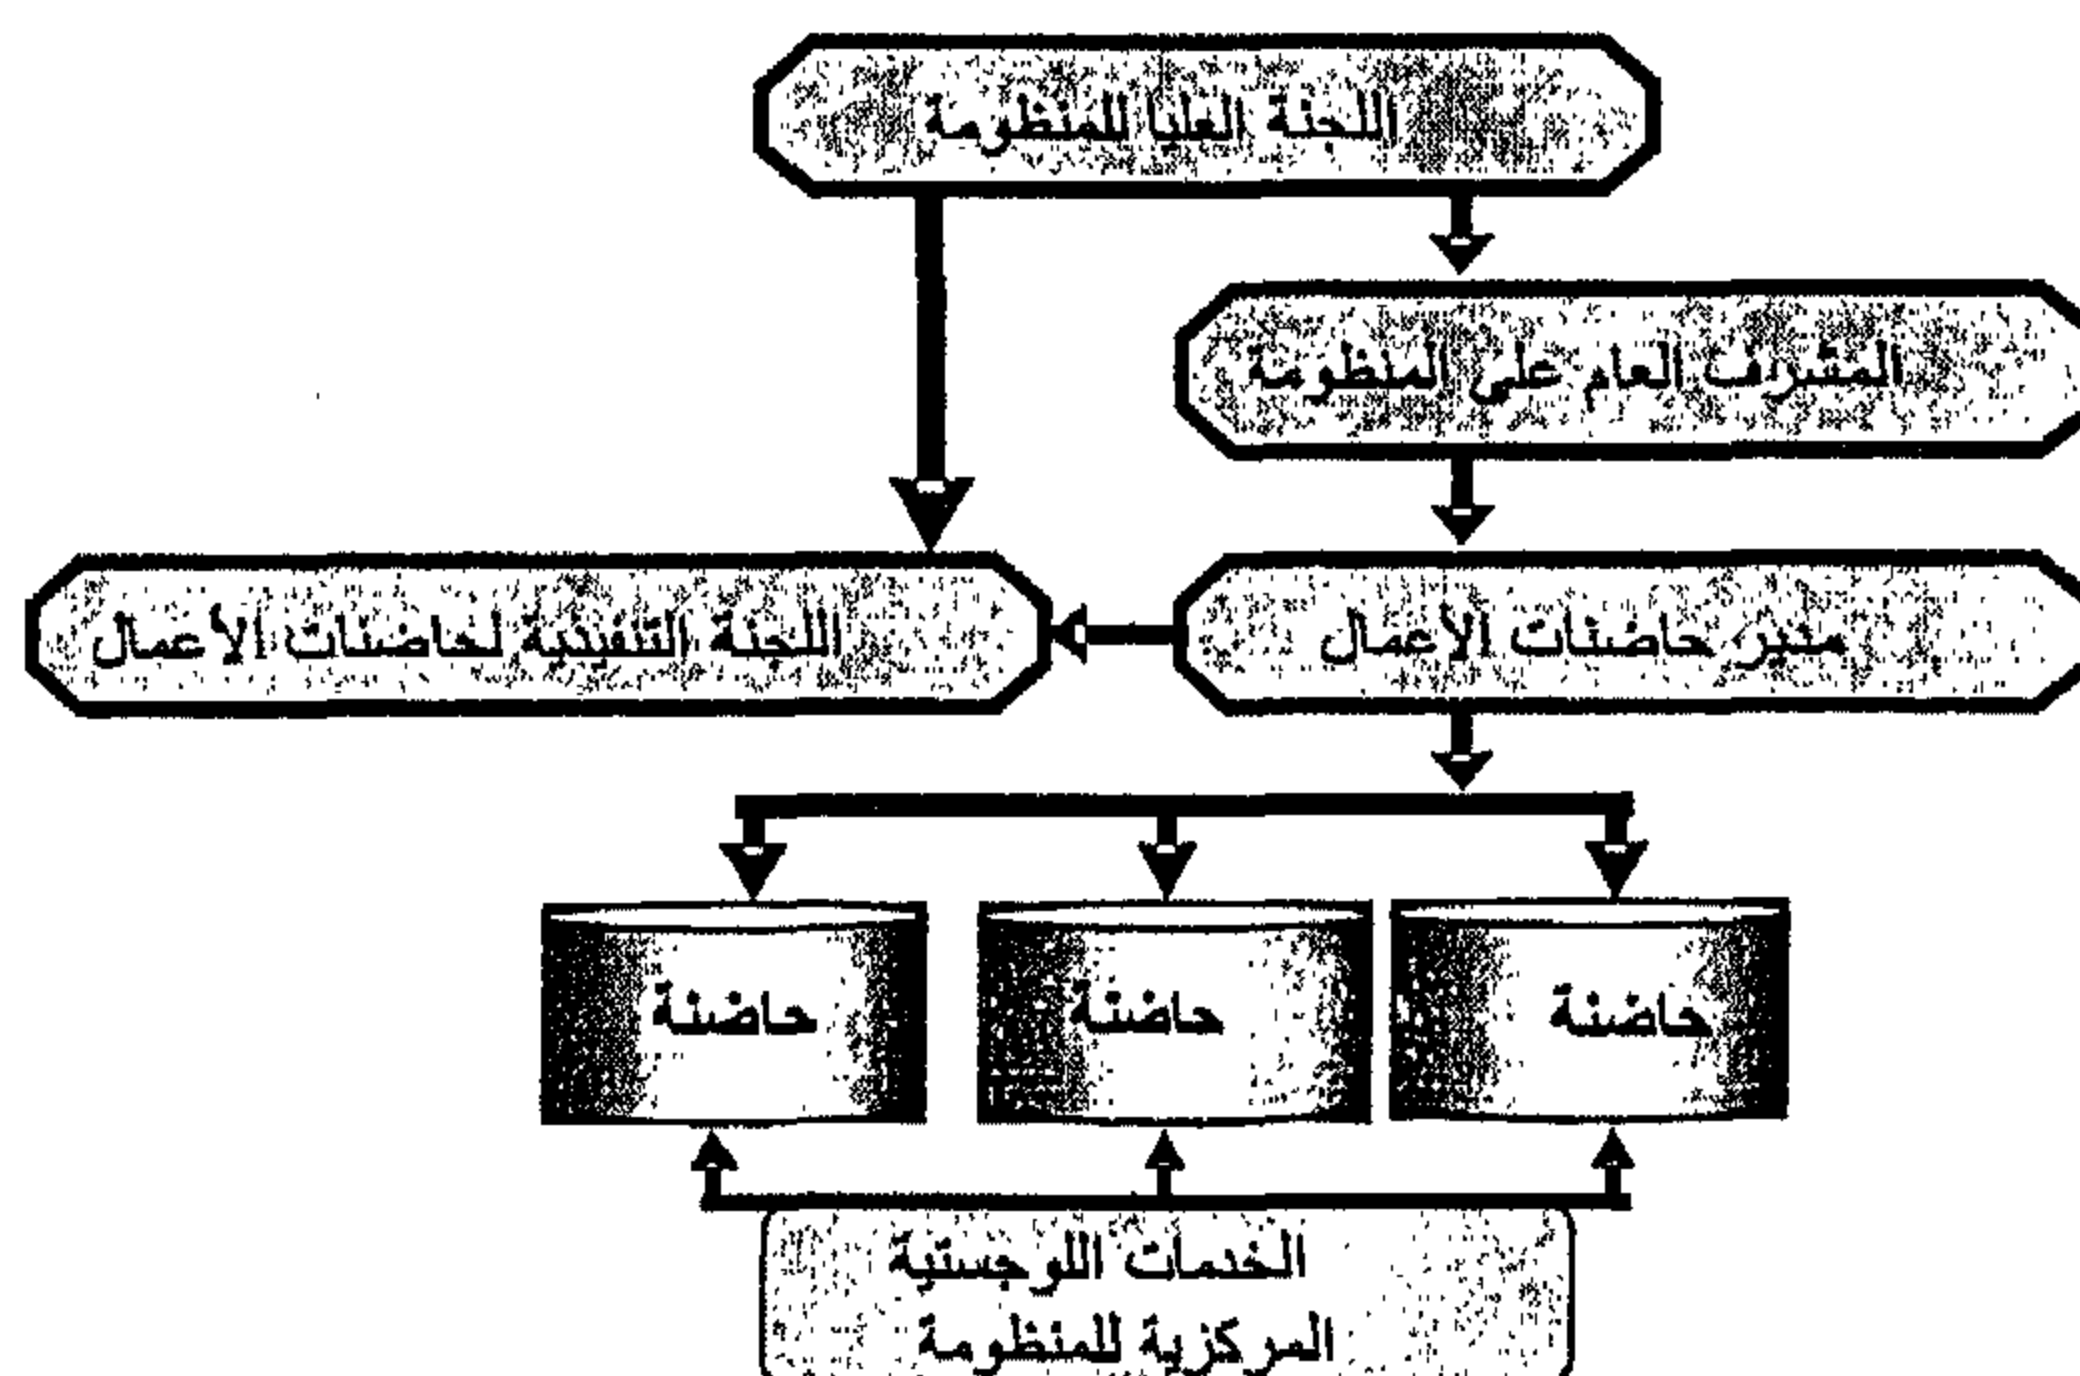 اللجنة العليا للمنظومة
المشرف العام على المنظومة
مدير حاضنات الأعمال
اللجنة التنفيذية لحاضنات الأعمال
حاضنة
حاضنة
حاضنة
الخدمات اللوجستية
المركزية للمنظومة